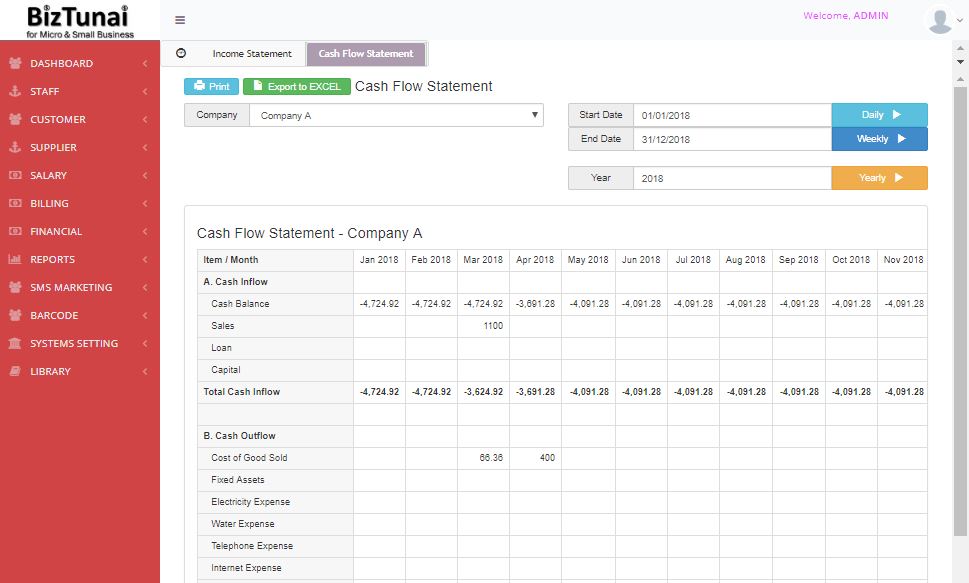 BizTunai
for Micro & Small Business
Welcome, ADMIN
DASHBOARD
STAFF
CUSTOMER
SUPPLIER
SALARY
BILLING
FINANCIAL
REPORTS
SMS MARKETING
BARCODE
SYSTEMS SETTING
LIBRARY
Income Statement Cash Flow Statement
Print Export to EXCEL Cash Flow Statement
Company Company A
Start Date 01/01/2018 Daily
End Date 31/12/2018 Weekly
Year 2018 Yearly
Cash Flow Statement - Company A
Item / Month Jan 2018 Feb 2018 Mar 2018 Apr 2018 May 2018 Jun 2018 Jul 2018 Aug 2018 Sep 2018 Oct 2018 Nov 2018
A. Cash Inflow
Cash Balance -4,724.92 -4,724.92 -4,724.92 -3,691.28 -4,091.28 -4,091.28 -4,091.28 -4,091.28 -4,091.28 -4,091.28 -4,091.28
Sales 1100
Loan
Capital
Total Cash Inflow -4,724.92 -4,724.92 -3,624.92 -3,691.28 -4,091.28 -4,091.28 -4,091.28 -4,091.28 -4,091.28 -4,091.28 -4,091.28
B. Cash Outflow
Cost of Good Sold 66.36 400
Fixed Assets
Electricity Expense
Water Expense
Telephone Expense
Internet Expense